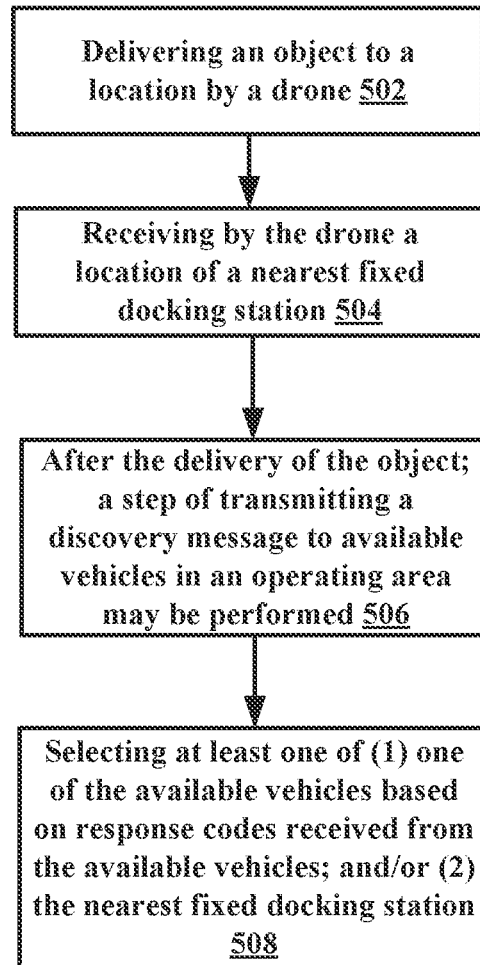 Delivering an object to a
location by a drone 502
Receiving by the drone a
location of a nearest fixed
docking station 504
After the delivery of the object;
a step of transmitting a
discovery message to available
vehicles in an operating area
may be performed 506
Selecting at least one of (1) one
of the available vehicles based
on response codes received from
the available vehicles; and/or (2)
the nearest fixed docking station
508